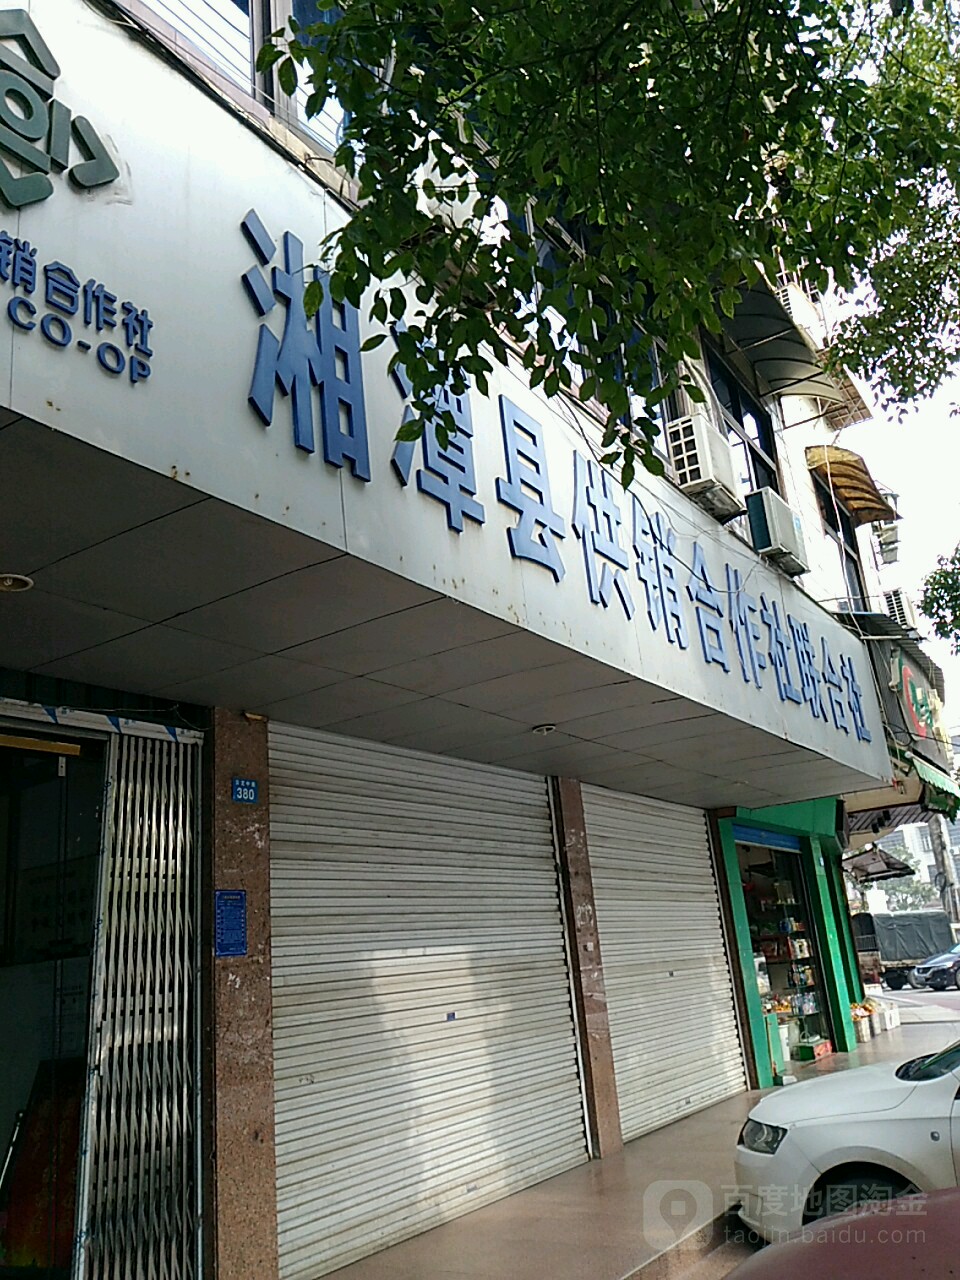 销合作社
CO-OP
湘潭县供销合作社联合社
380
百度地图淘金
taojin.baidu.com